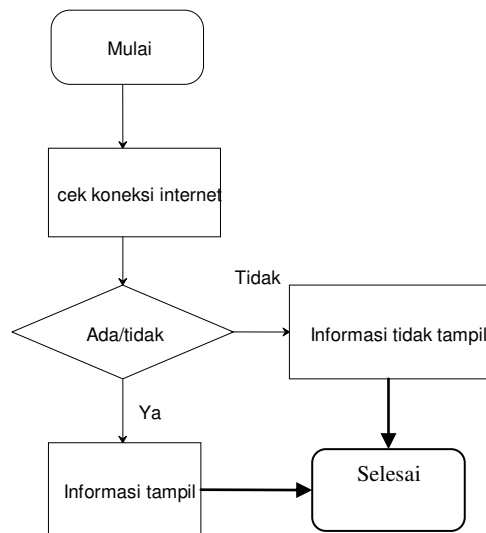 Mulai
cek koneksi internet
Tidak
Ada/tidak
Informasi tidak tampil
Ya
Informasi tampil
Selesai